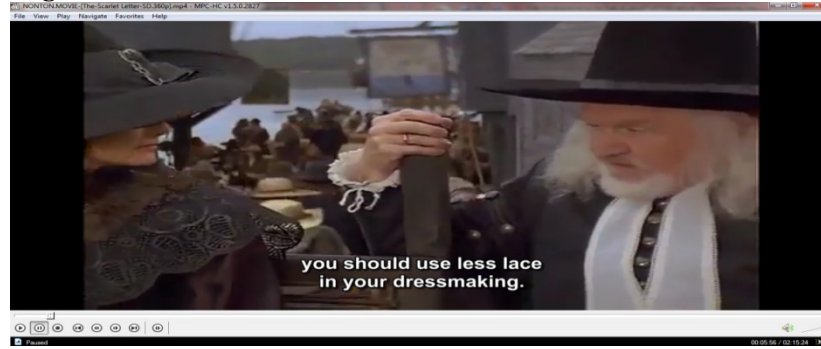 NONTON.MOVIE-[The-Scarlet Letter-SD.360p].mp4 - MPC-HC v1.5.0.2827
File View Play Navigate Favorites Help
you should use less lace
in your dressmaking.
Paused
00:05:56 / 02:15:24